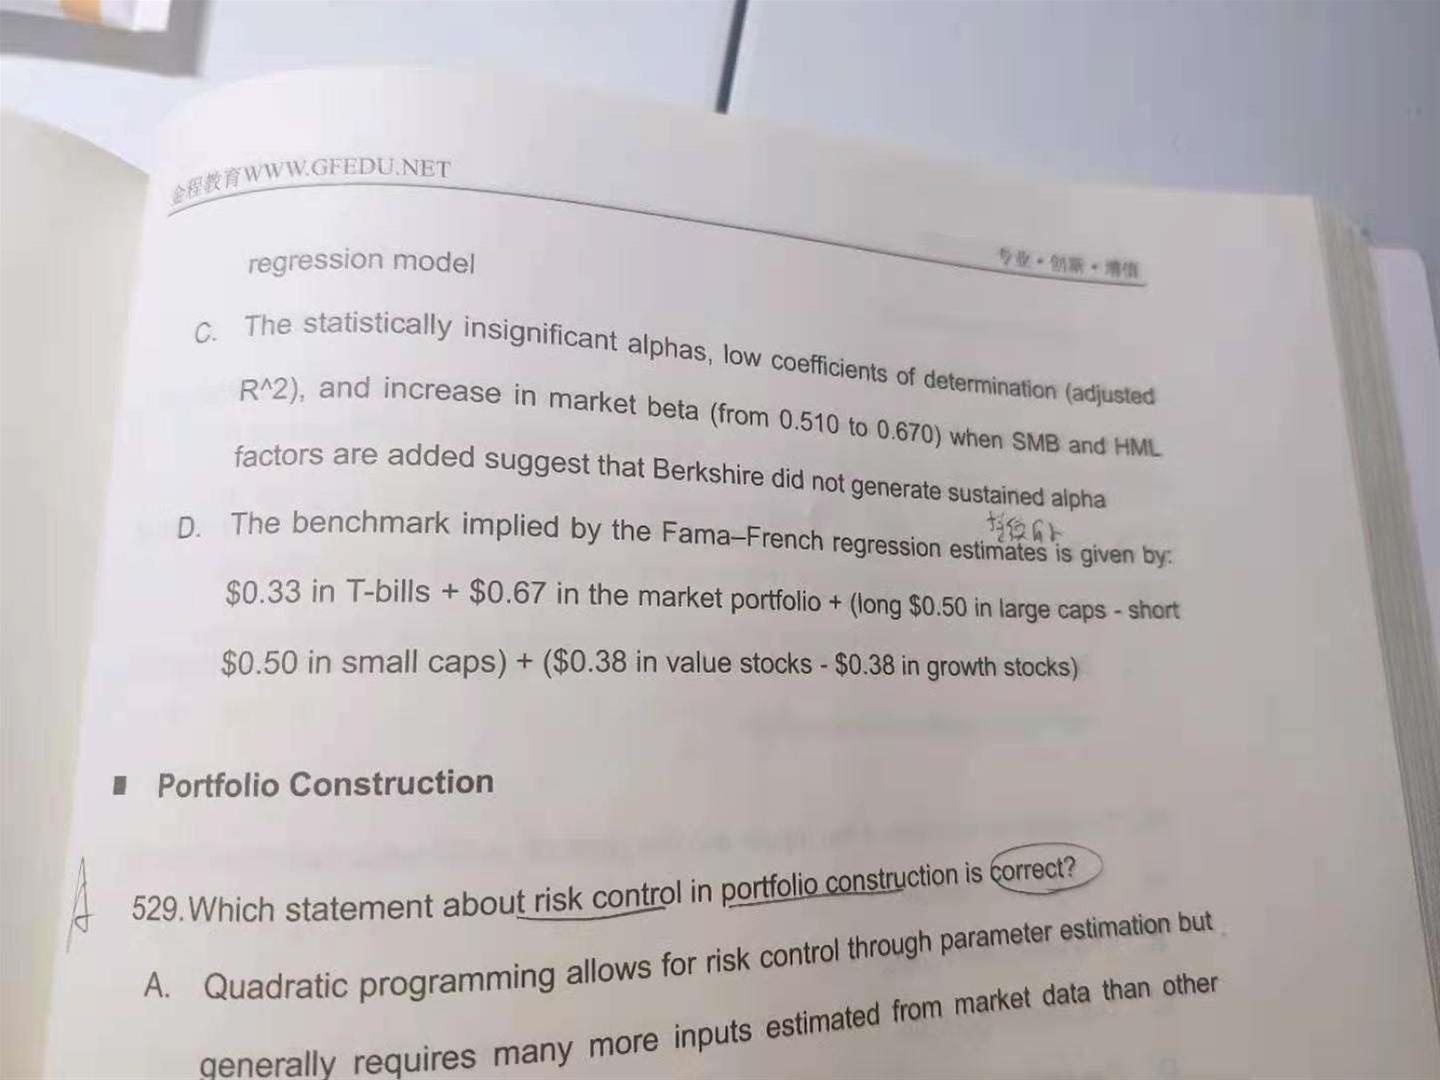 金程教育WWW.GFEDU.NET
专业·创新·增值
regression model
C. The statistically insignificant alphas, low coefficients of determination (adjusted
R^2), and increase in market beta (from 0.510 to 0.670) when SMB and HML
factors are added suggest that Berkshire did not generate sustained alpha
D. The benchmark implied by the Fama–French regression estimates is given by:
$0.33 in T-bills + $0.67 in the market portfolio + (long $0.50 in large caps - short
$0.50 in small caps) + ($0.38 in value stocks - $0.38 in growth stocks)
■ Portfolio Construction
A
529.Which statement about risk control in portfolio construction is correct?
A. Quadratic programming allows for risk control through parameter estimation but
generally requires many more inputs estimated from market data than other